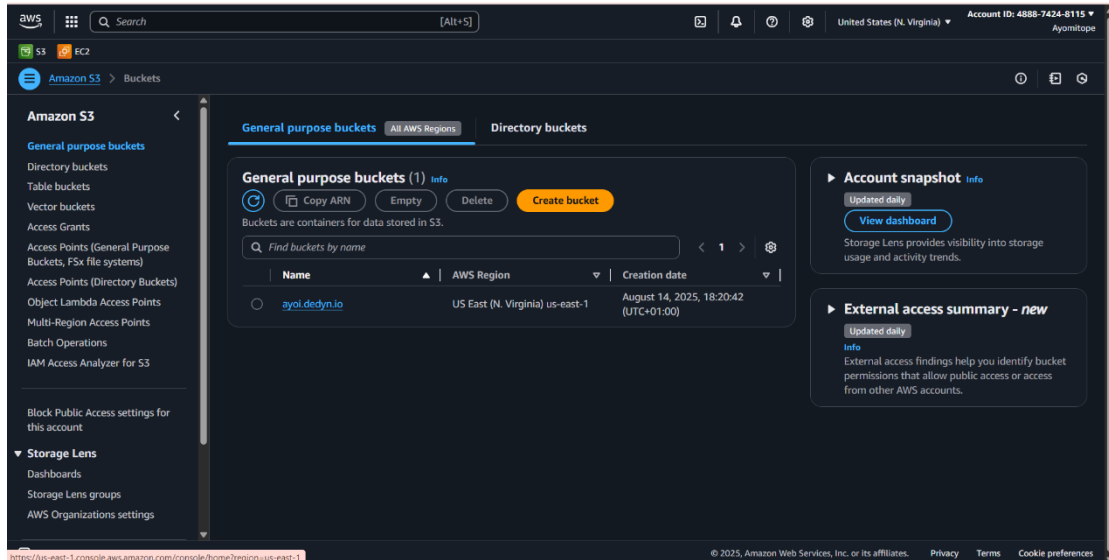 aws
Search
[Alt+S]
United States (N. Virginia)
Account ID: 4888-7424-8115
Ayomitope
S3
EC2
Amazon S3 > Buckets
Amazon S3
General purpose buckets
Directory buckets
Table buckets
Vector buckets
Access Grants
Access Points (General Purpose
Buckets, FSx file systems)
Access Points (Directory Buckets)
Object Lambda Access Points
Multi-Region Access Points
Batch Operations
IAM Access Analyzer for S3
Block Public Access settings for
this account
Storage Lens
Dashboards
Storage Lens groups
AWS Organizations settings
General purpose buckets All AWS Regions
Directory buckets
General purpose buckets (1) Info
Copy ARN
Empty
Delete
Create bucket
Buckets are containers for data stored in S3.
Find buckets by name
1
Name
AWS Region
Creation date
ayoi.dedyn.io
US East (N. Virginia) us-east-1
August 14, 2025, 18:20:42
(UTC+01:00)
Account snapshot Info
Updated daily
View dashboard
Storage Lens provides visibility into storage
usage and activity trends.
External access summary - new
Updated daily
Info
External access findings help you identify bucket
permissions that allow public access or access
from other AWS accounts.
https://us-east-1.console.aws.amazon.com/console/home?region=us-east-1
© 2025, Amazon Web Services, Inc. or its affiliates.
Privacy
Terms
Cookie preferences